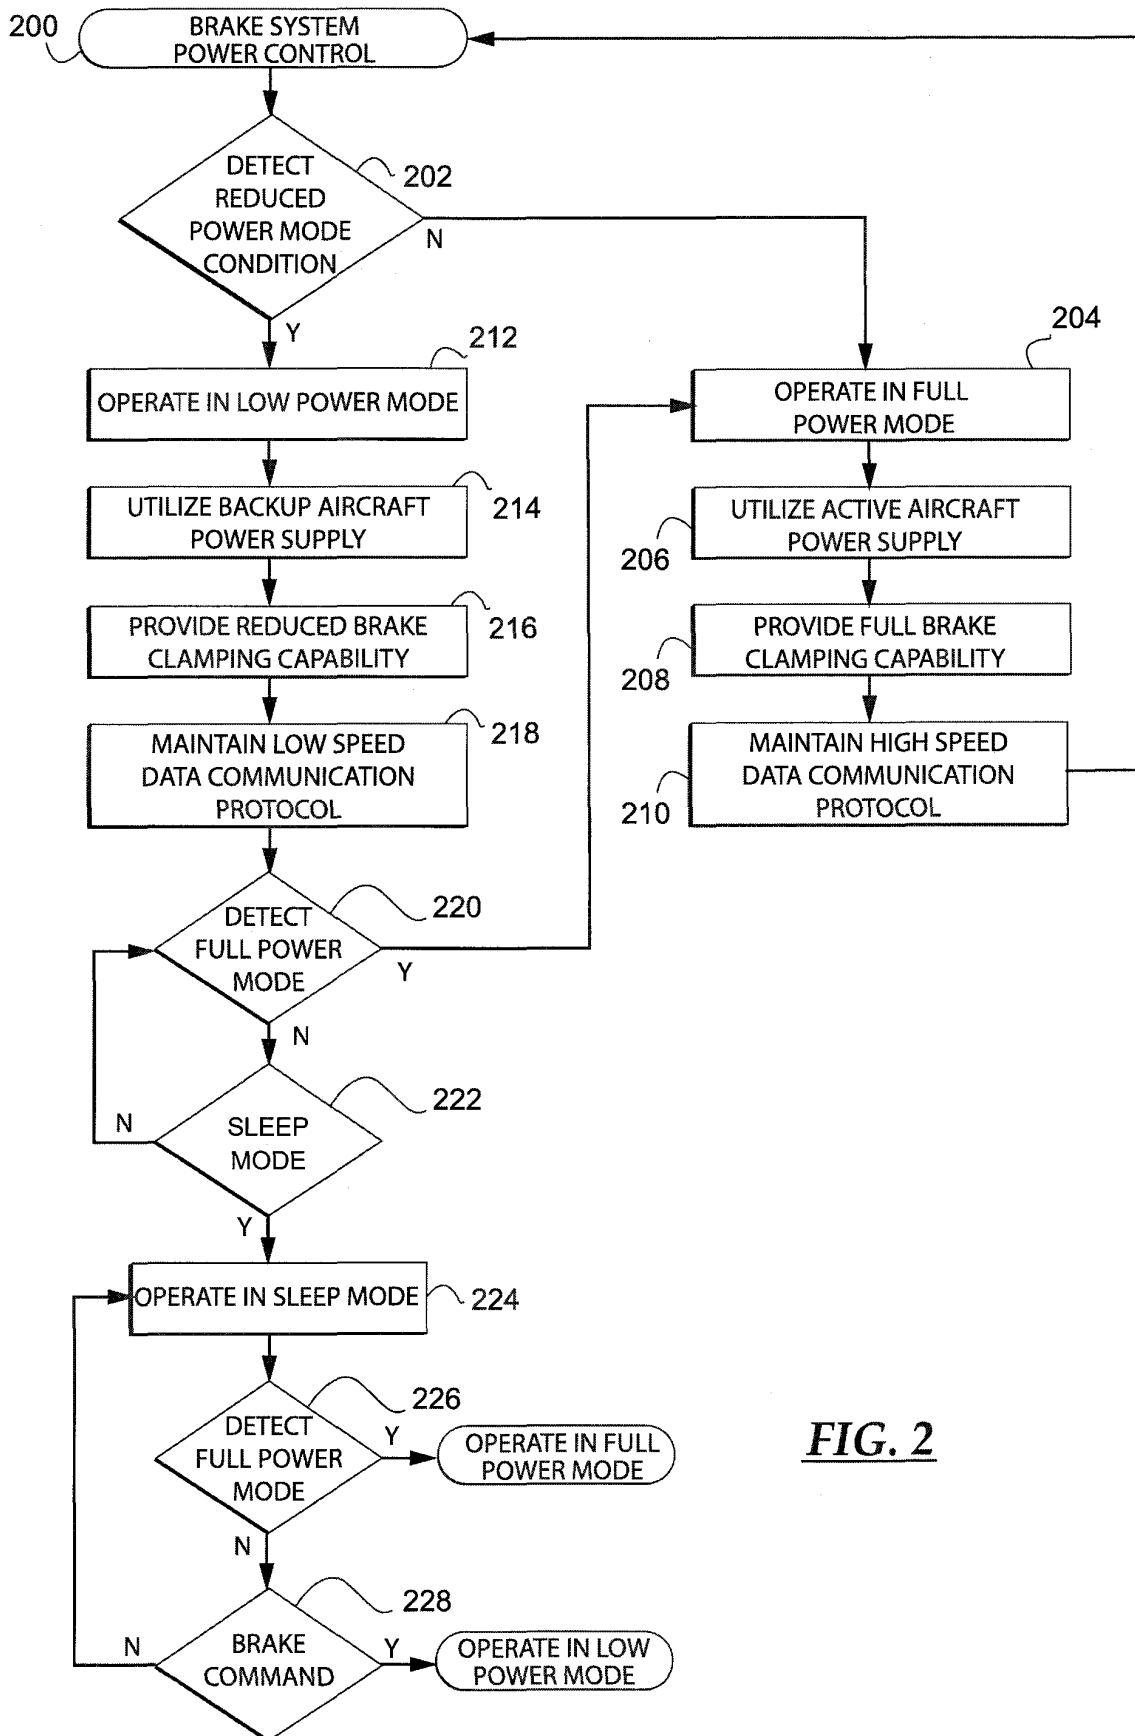 200
BRAKE SYSTEM
POWER CONTROL
DETECT
REDUCED
POWER MODE
CONDITION
202
N
Y
212
OPERATE IN LOW POWER MODE
204
OPERATE IN FULL
POWER MODE
UTILIZE BACKUP AIRCRAFT
POWER SUPPLY
214
UTILIZE ACTIVE AIRCRAFT
POWER SUPPLY
206
PROVIDE REDUCED BRAKE
CLAMPING CAPABILITY
216
PROVIDE FULL BRAKE
CLAMPING CAPABILITY
208
MAINTAIN LOW SPEED
DATA COMMUNICATION
PROTOCOL
218
MAINTAIN HIGH SPEED
DATA COMMUNICATION
PROTOCOL
210
DETECT
FULL POWER
MODE
220
Y
N
SLEEP
MODE
222
N
Y
OPERATE IN SLEEP MODE
224
DETECT
FULL POWER
MODE
226
Y
OPERATE IN FULL
POWER MODE
N
BRAKE
COMMAND
228
N
Y
OPERATE IN LOW
POWER MODE
FIG. 2